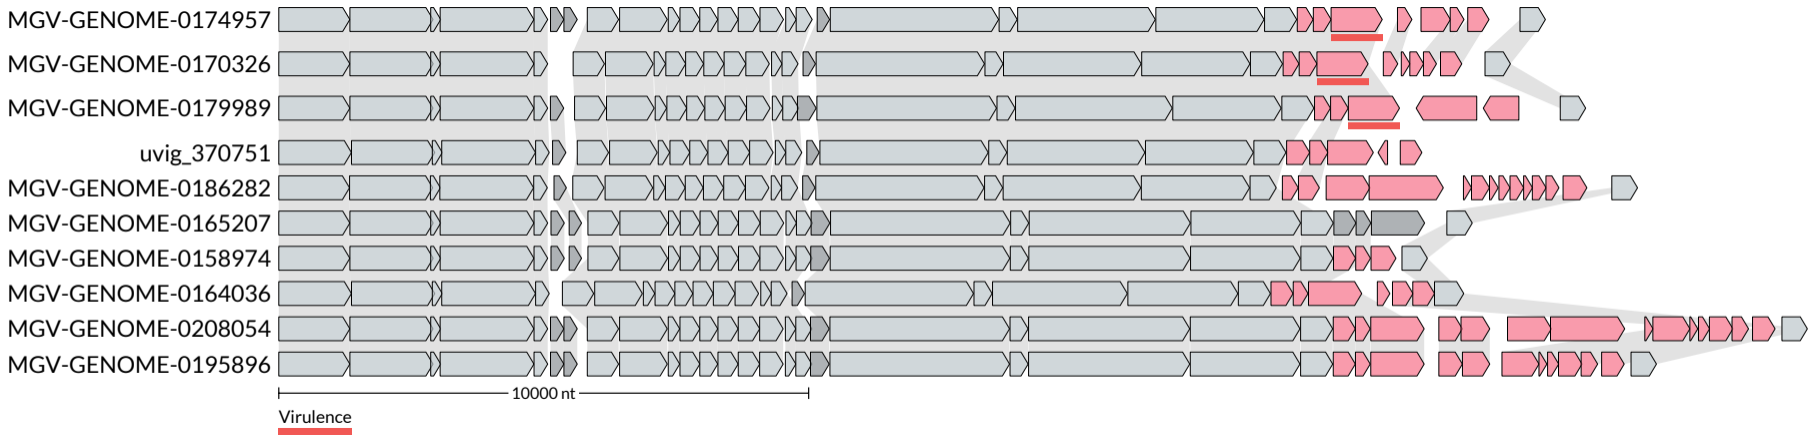 MGV-GENOME-0174957
MGV-GENOME-0170326
MGV-GENOME-0179989
uvig_370751
MGV-GENOME-0186282
MGV-GENOME-0165207
MGV-GENOME-0158974
MGV-GENOME-0164036
MGV-GENOME-0208054
MGV-GENOME-0195896
10000 nt
Virulence